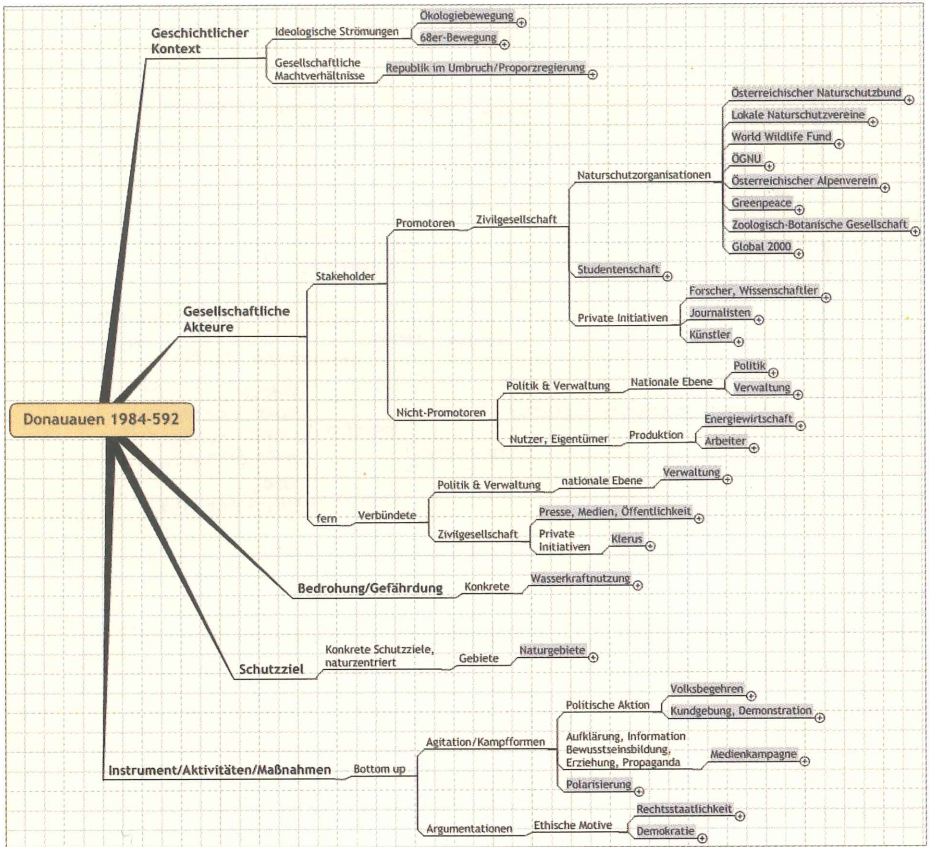 Donauauen 1984-592
Geschichtlicher
Kontext
Ideologische Strömungen
Ökologiebewegung
68er-Bewegung
Gesellschaftliche
Machtverhältnisse
Republik im Umbruch/Proporzregierung
Gesellschaftliche
Akteure
Stakeholder
Promotoren
Zivilgesellschaft
Naturschutzorganisationen
Österreichischer Naturschutzbund
Lokale Naturschutzvereine
World Wildlife Fund
ÖGNU
Österreichischer Alpenverein
Greenpeace
Zoologisch-Botanische Gesellschaft
Global 2000
Studentenschaft
Private Initiativen
Forscher, Wissenschaftler
Journalisten
Künstler
Nicht-Promotoren
Politik & Verwaltung
Nationale Ebene
Politik
Verwaltung
Nutzer, Eigentümer
Produktion
Energiewirtschaft
Arbeiter
fern
Verbündete
Politik & Verwaltung
nationale Ebene
Verwaltung
Zivilgesellschaft
Presse, Medien, Öffentlichkeit
Private
Initiativen
Klerus
Bedrohung/Gefährdung
Konkrete
Wasserkraftnutzung
Schutzziel
Konkrete Schutzziele,
naturzentriert
Gebiete
Naturgebiete
Instrument/Aktivitäten/Maßnahmen
Bottom up
Agitation/Kampfformen
Politische Aktion
Volksbegehren
Kundgebung, Demonstration
Aufklärung, Information
Bewusstseinsbildung,
Erziehung, Propaganda
Medienkampagne
Polarisierung
Argumentationen
Ethische Motive
Rechtsstaatlichkeit
Demokratie